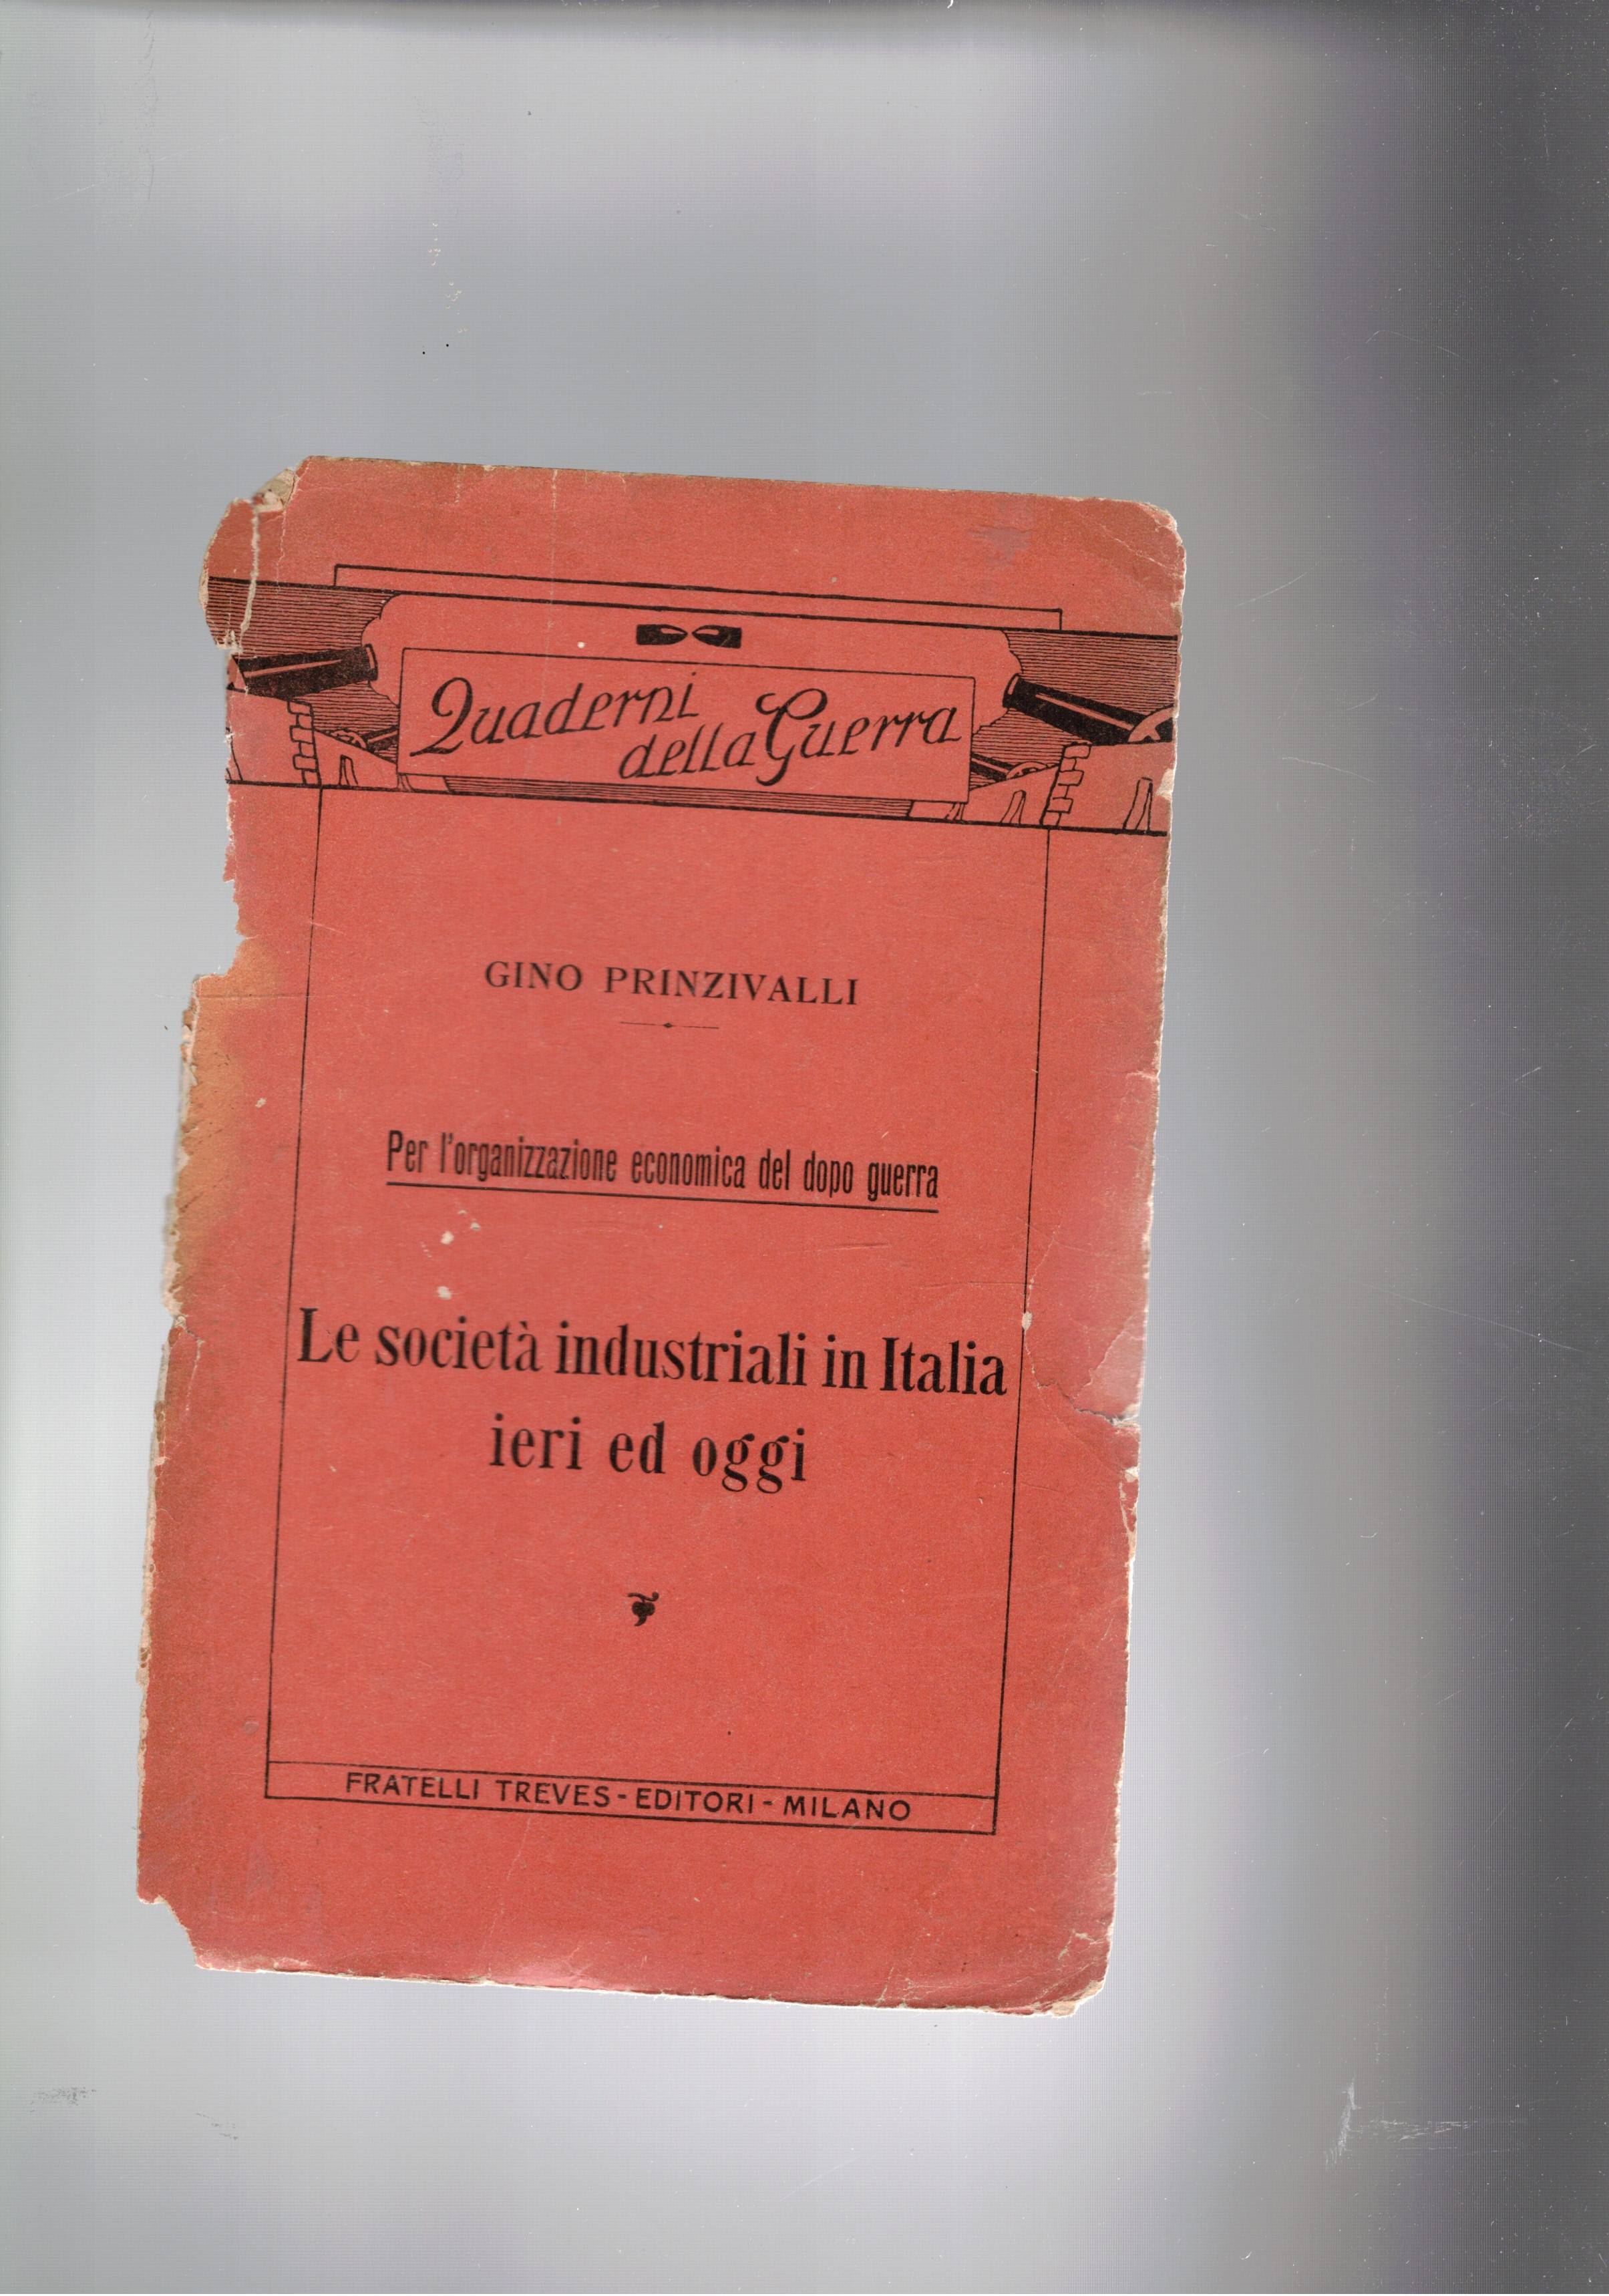 Quaderni
della Guerra
GINO PRINZIVALLI
Per l'organizzazione economica del dopo guerra
Le società industriali in Italia
ieri ed oggi
FRATELLI TREVES - EDITORI - MILANO